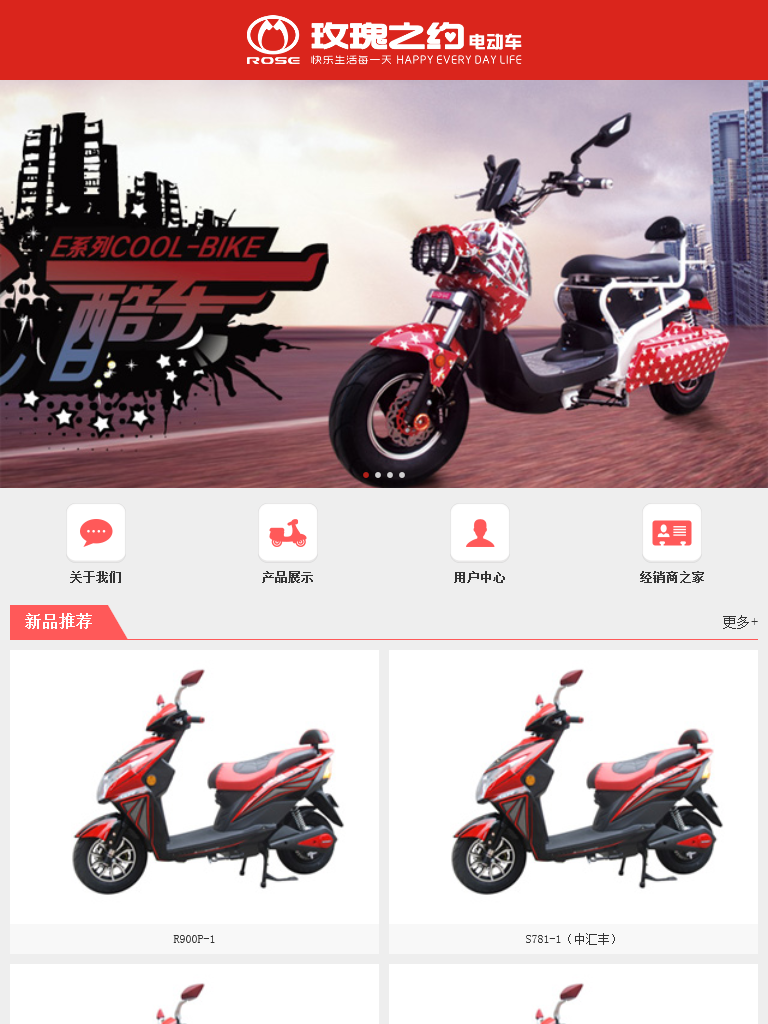 玫瑰之约 电动车
ROSE
快乐生活每一天 HAPPY EVERY DAY LIFE
E系列COOL-BIKE
酷车
关于我们
产品展示
用户中心
经销商之家
新品推荐
更多+
R900P-1
S781-1（中汇丰）